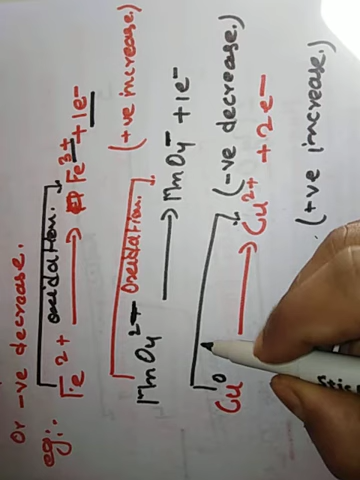 Or -ve decrease.
eg:-
oxidation.
Fe²⁺ ⟶ Fe³⁺ + 1e⁻
(+ve increase)
Oxidation.
MnO₄²⁻ ⟶ MnO₄⁻ + 1e⁻
(-ve decrease.)
Cu⁰ ⟶ Cu²⁺ + 2e⁻
(+ve increase.)